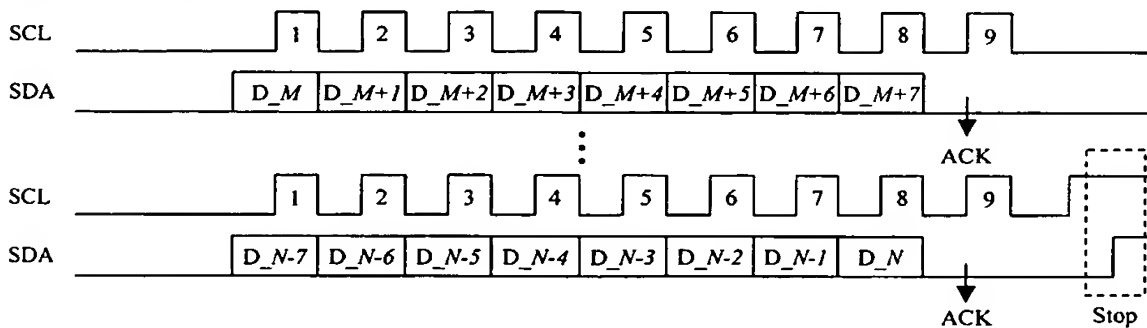 SCL 1 2 3 4 5 6 7 8 9
SDA D_M D_M+1 D_M+2 D_M+3 D_M+4 D_M+5 D_M+6 D_M+7
ACK
SCL 1 2 3 4 5 6 7 8 9
SDA D_N-7 D_N-6 D_N-5 D_N-4 D_N-3 D_N-2 D_N-1 D_N
ACK Stop